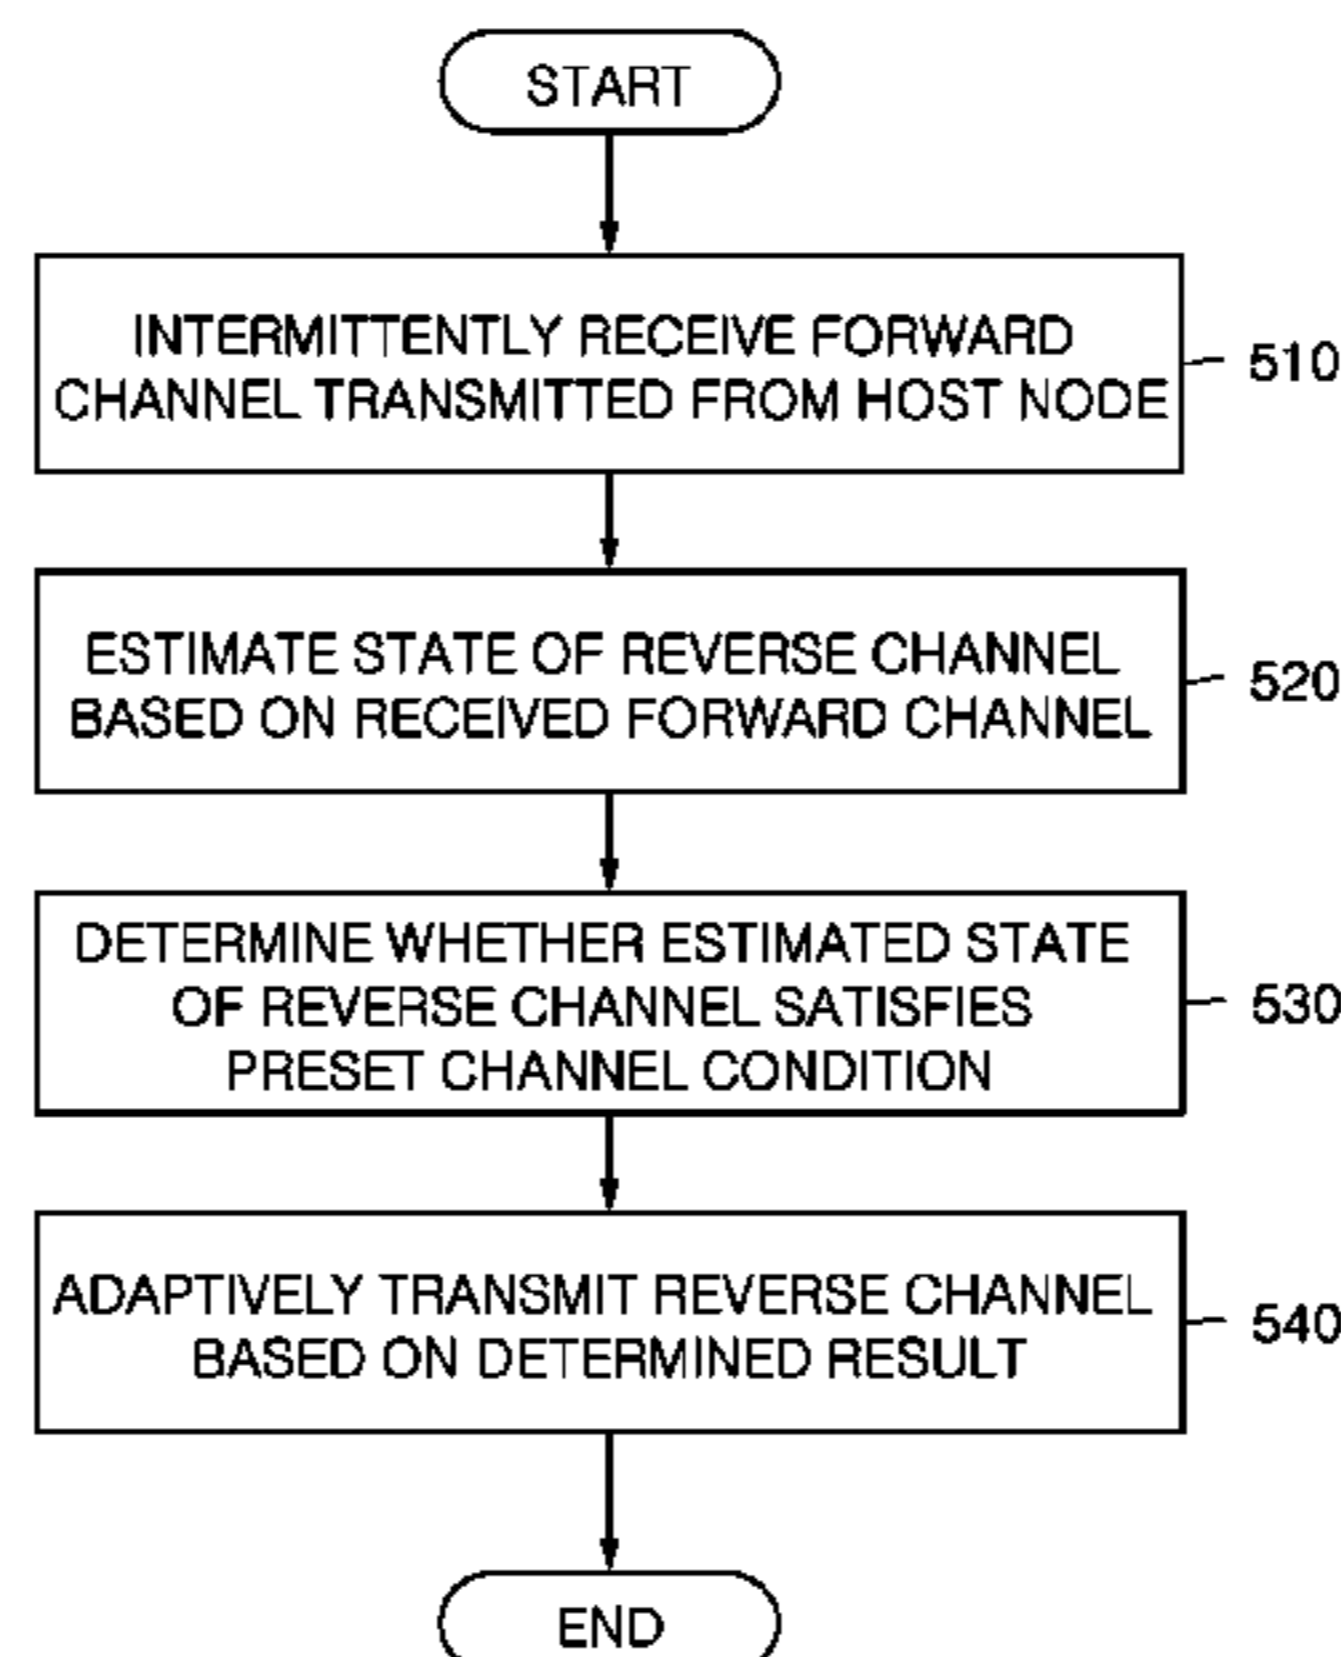 START
INTERMITTENTLY RECEIVE FORWARD
CHANNEL TRANSMITTED FROM HOST NODE
510
ESTIMATE STATE OF REVERSE CHANNEL
BASED ON RECEIVED FORWARD CHANNEL
520
DETERMINE WHETHER ESTIMATED STATE
OF REVERSE CHANNEL SATISFIES
PRESET CHANNEL CONDITION
530
ADAPTIVELY TRANSMIT REVERSE CHANNEL
BASED ON DETERMINED RESULT
540
END